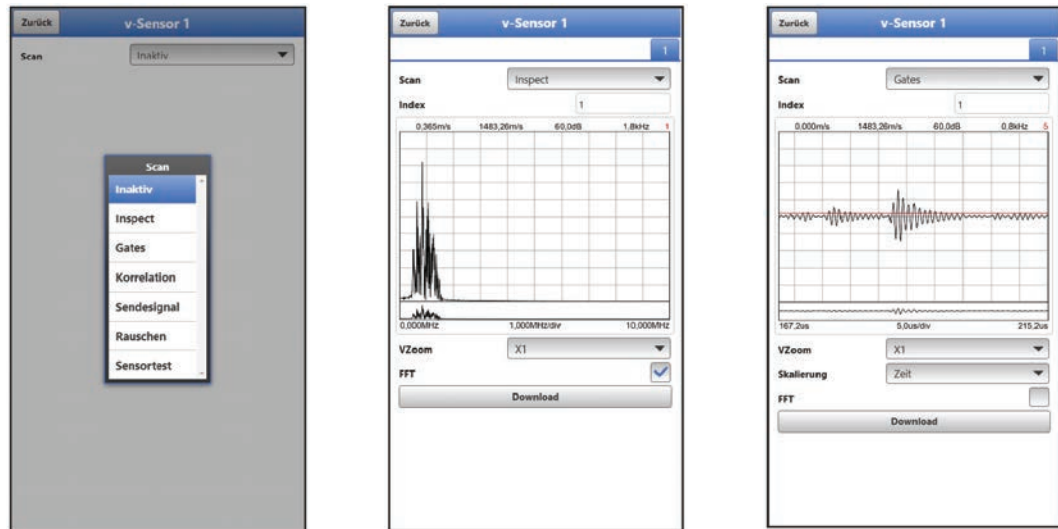 Zurück v-Sensor 1
Scan Inaktiv
Scan
Inaktiv
Inspect
Gates
Korrelation
Sendesignal
Rauschen
Sensortest
Zurück v-Sensor 1
1
Scan Inspect
Index 1
0,365m/s 1483,26m/s 60,0dB 1,8kHz 1
0,000MHz 1,000MHz/div 10,000MHz
VZoom X1
FFT
Download
Zurück v-Sensor 1
1
Scan Gates
Index 1
0,000m/s 1483,26m/s 60,0dB 0,8kHz 5
167,2us 5,0us/div 215,2us
VZoom X1
Skalierung Zeit
FFT
Download